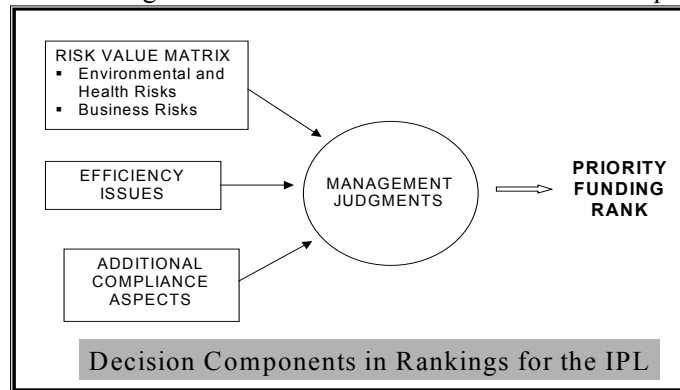 RISK VALUE MATRIX
▪ Environmental and
Health Risks
▪ Business Risks
EFFICIENCY
ISSUES
ADDITIONAL
COMPLIANCE
ASPECTS
MANAGEMENT
JUDGMENTS
PRIORITY
FUNDING
RANK
Decision Components in Rankings for the IPL